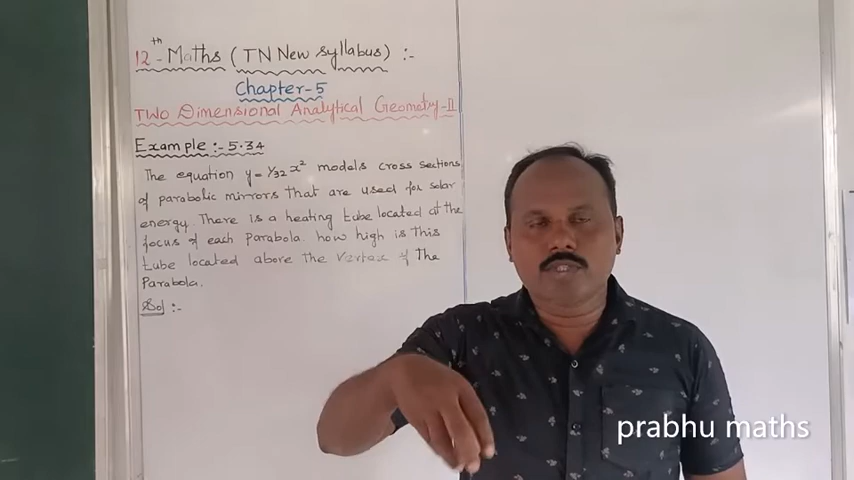 12th - Maths (TN New Syllabus) :-
Chapter-5
TWO Dimensional Analytical Geometry-II
Example :- 5.34
The equation y = 1/32 x² models cross sections
of parabolic mirrors that are used for solar
energy. There is a heating tube located at the
focus of each Parabola. how high is this
tube located above the Vertex of The
Parabola.
Sol :-
prabhu maths